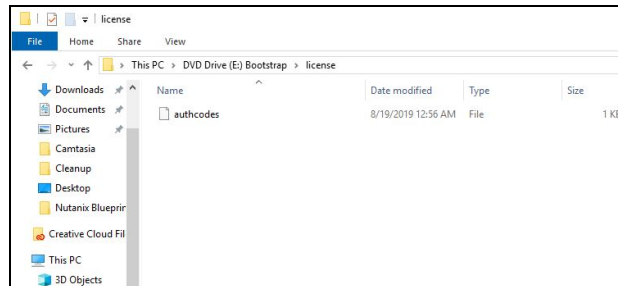 license
File Home Share View
This PC > DVD Drive (E:) Bootstrap > license
Downloads
Documents
Pictures
Camtasia
Cleanup
Desktop
Nutanix Blueprin
Creative Cloud Fil
This PC
3D Objects
Name Date modified Type Size
authcodes 8/19/2019 12:56 AM File 1 KB